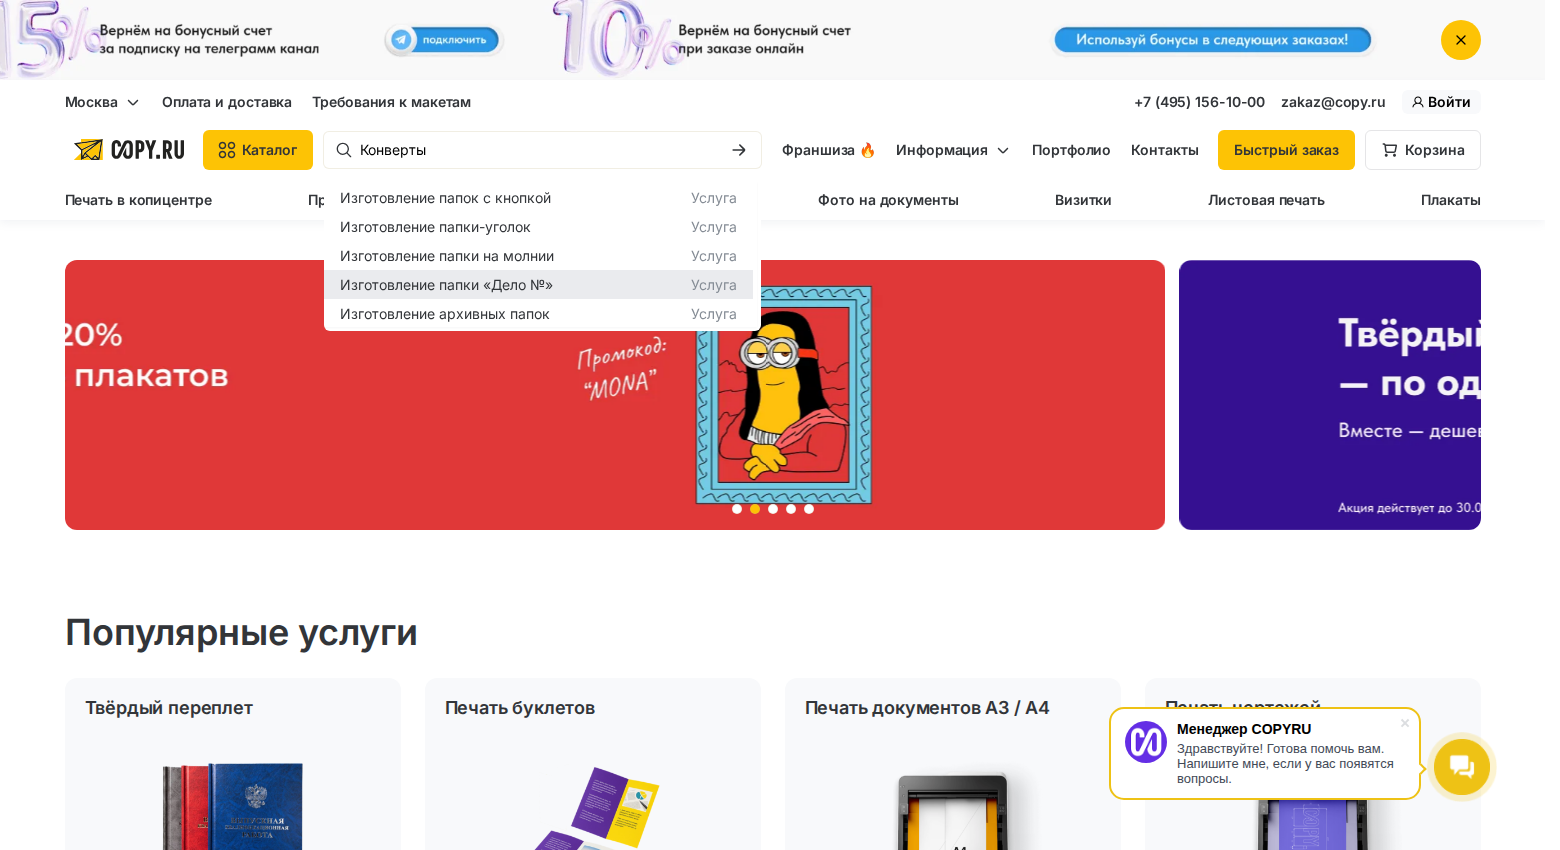 15%
Вернём на бонусный счет
за подписку на телеграмм канал
подключить
10%
Вернём на бонусный счет
при заказе онлайн
Используй бонусы в следующих заказах!
Москва
Оплата и доставка
Требования к макетам
+7 (495) 156-10-00
zakaz@copy.ru
Войти
COPY.RU
Каталог
Конверты
Франшиза 🔥
Информация
Портфолио
Контакты
Быстрый заказ
Корзина
Печать в копицентре
Пр
Фото на документы
Визитки
Листовая печать
Плакаты
Изготовление папок с кнопкой
Услуга
Изготовление папки-уголок
Услуга
Изготовление папки на молнии
Услуга
Изготовление папки «Дело №»
Услуга
Изготовление архивных папок
Услуга
20%
плакатов
Промокод:
“MONA”
Твёрдый
— по од
Вместе — дешев
Акция действует до 30.0
Популярные услуги
Твёрдый переплет
Печать буклетов
Печать документов А3 / А4
Печать чертежей
Менеджер COPYRU
Здравствуйте! Готова помочь вам.
Напишите мне, если у вас появятся
вопросы.